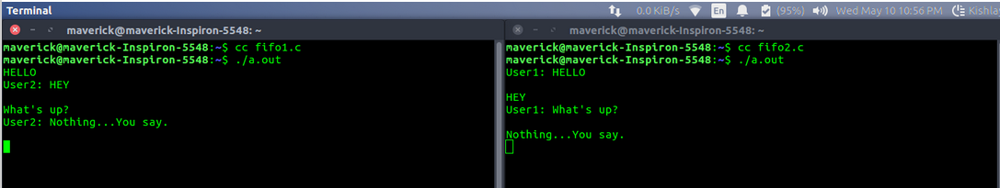 Terminal
0.0 KiB/s En (95%) Wed May 10 10:56 PM Kishla
maverick@maverick-Inspiron-5548: ~
maverick@maverick-Inspiron-5548:~$ cc fifo1.c
maverick@maverick-Inspiron-5548:~$ ./a.out
HELLO
User2: HEY
What's up?
User2: Nothing...You say.
maverick@maverick-Inspiron-5548: ~
maverick@maverick-Inspiron-5548:~$ cc fifo2.c
maverick@maverick-Inspiron-5548:~$ ./a.out
User1: HELLO
HEY
User1: What's up?
Nothing...You say.